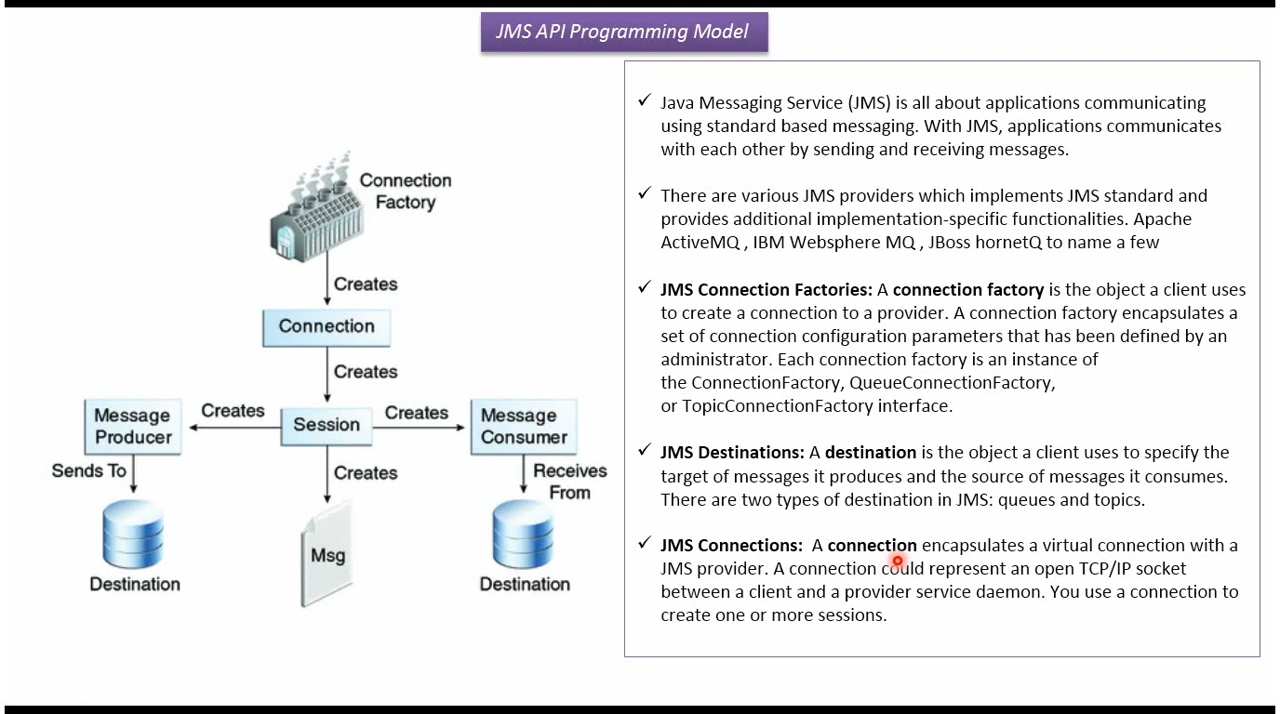 JMS API Programming Model
Connection
Factory
Creates
Connection
Creates
Message
Producer
Creates
Session
Creates
Message
Consumer
Sends To
Creates
Receives
From
Msg
Destination
Destination
✓ Java Messaging Service (JMS) is all about applications communicating
using standard based messaging. With JMS, applications communicates
with each other by sending and receiving messages.
✓ There are various JMS providers which implements JMS standard and
provides additional implementation-specific functionalities. Apache
ActiveMQ , IBM Websphere MQ , JBoss hornetQ to name a few
✓ JMS Connection Factories: A connection factory is the object a client uses
to create a connection to a provider. A connection factory encapsulates a
set of connection configuration parameters that has been defined by an
administrator. Each connection factory is an instance of
the ConnectionFactory, QueueConnectionFactory,
or TopicConnectionFactory interface.
✓ JMS Destinations: A destination is the object a client uses to specify the
target of messages it produces and the source of messages it consumes.
There are two types of destination in JMS: queues and topics.
✓ JMS Connections: A connection encapsulates a virtual connection with a
JMS provider. A connection could represent an open TCP/IP socket
between a client and a provider service daemon. You use a connection to
create one or more sessions.